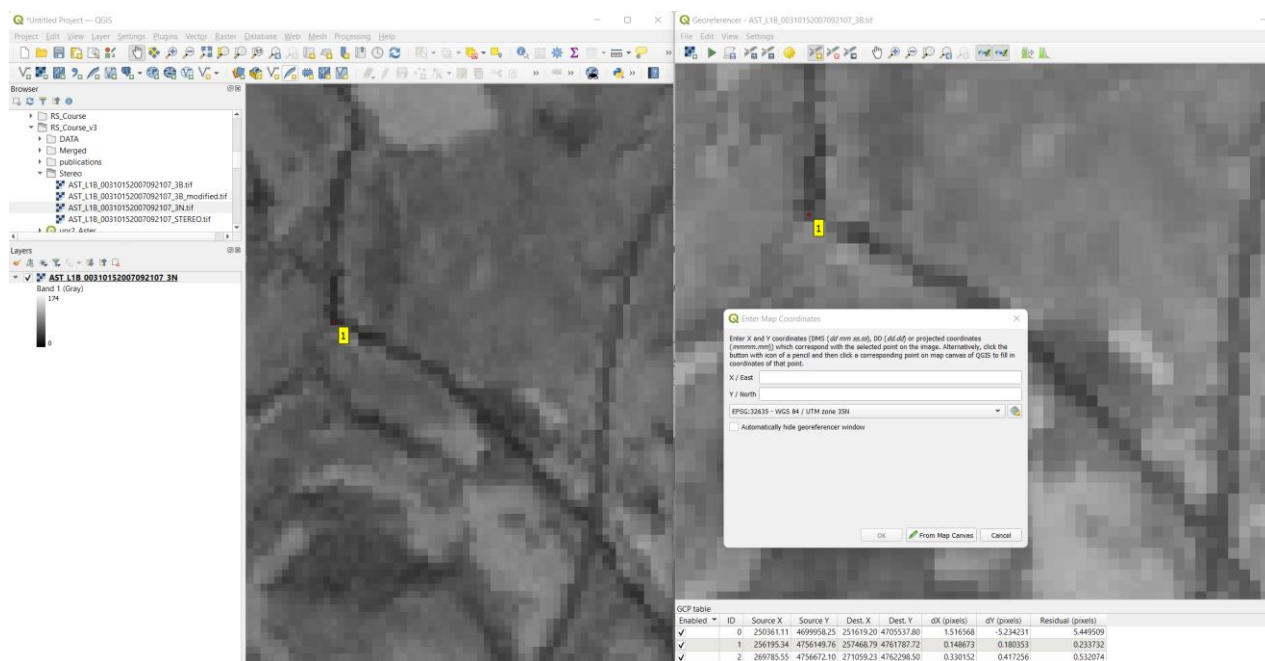 *Untitled Project — QGIS
Project Edit View Layer Settings Plugins Vector Raster Database Web Mesh Processing Help
Browser
RS_Course
RS_Course_v3
DATA
Merged
publications
Stereo
AST_L1B_00310152007092107_3B.tif
AST_L1B_00310152007092107_3B_modified.tif
AST_L1B_00310152007092107_3N.tif
AST_L1B_00310152007092107_STEREO.tif
Layers
AST_L1B_00310152007092107_3N
Band 1 (Gray)
174
0
1
Georeferencer - AST_L1B_00310152007092107_3B.tif
File Edit View Settings
1
Enter Map Coordinates
Enter X and Y coordinates (DMS (dd mm ss.ss), DD (dd.dd) or projected coordinates
(mmmm.mm)) which correspond with the selected point on the image. Alternatively, click the
button with icon of a pencil and then click a corresponding point on map canvas of QGIS to fill in
coordinates of that point.
X / East
Y / North
EPSG:32635 - WGS 84 / UTM zone 35N
Automatically hide georeferencer window
OK From Map Canvas Cancel
GCP table
Enabled ID Source X Source Y Dest. X Dest. Y dX (pixels) dY (pixels) Residual (pixels)
0 250361.11 4699958.25 251619.20 4705537.80 1.516568 -5.234231 5.449509
1 256195.34 4756149.76 257468.79 4761787.72 0.148673 0.180353 0.233732
2 269785.55 4756672.10 271059.23 4762298.50 0.330152 0.417256 0.532074